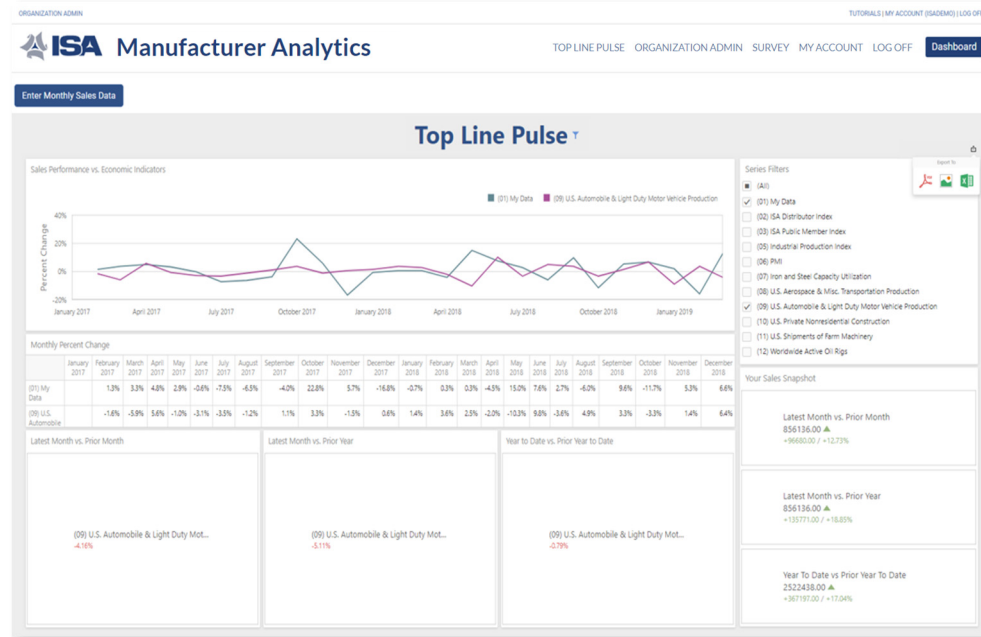 ORGANIZATION ADMIN
TUTORIALS | MY ACCOUNT (ISADEMO) | LOG OFF
ISA Manufacturer Analytics
TOP LINE PULSE ORGANIZATION ADMIN SURVEY MY ACCOUNT LOG OFF Dashboard
Enter Monthly Sales Data
Top Line Pulse
Sales Performance vs. Economic Indicators
(01) My Data (09) U.S. Automobile & Light Duty Motor Vehicle Production
Percent Change
40%
20%
0%
-20%
January 2017 April 2017 July 2017 October 2017 January 2018 April 2018 July 2018 October 2018 January 2019
Monthly Percent Change
January 2017 February 2017 March 2017 April 2017 May 2017 June 2017 July 2017 August 2017 September 2017 October 2017 November 2017 December 2017 January 2018 February 2018 March 2018 April 2018 May 2018 June 2018 July 2018 August 2018 September 2018 October 2018 November 2018 December 2018
(01) My Data 1.3% 3.3% 4.8% 2.9% -0.6% -7.5% -6.5% -4.0% 22.8% 5.7% -16.8% -0.7% 0.3% 0.3% -4.5% 15.0% 7.6% 2.7% -6.0% 9.6% -11.7% 5.3% 6.6%
(09) U.S. Automobile -1.6% -5.9% 5.6% -1.0% -3.1% -3.5% -1.2% 1.1% 3.3% -1.5% 0.6% 1.4% 3.6% 2.5% -2.0% -10.3% 9.8% -3.6% 4.9% 3.3% -3.3% 1.4% 6.4%
Latest Month vs. Prior Month
(09) U.S. Automobile & Light Duty Mot...
-4.16%
Latest Month vs. Prior Year
(09) U.S. Automobile & Light Duty Mot...
-5.11%
Year to Date vs. Prior Year to Date
(09) U.S. Automobile & Light Duty Mot...
-0.79%
Export To
Series Filters
(All)
(01) My Data
(02) ISA Distributor Index
(03) ISA Public Member Index
(05) Industrial Production Index
(06) PMI
(07) Iron and Steel Capacity Utilization
(08) U.S. Aerospace & Misc. Transportation Production
(09) U.S. Automobile & Light Duty Motor Vehicle Production
(10) U.S. Private Nonresidential Construction
(11) U.S. Shipments of Farm Machinery
(12) Worldwide Active Oil Rigs
Your Sales Snapshot
Latest Month vs. Prior Month
856136.00
+96680.00 / +12.73%
Latest Month vs. Prior Year
856136.00
+135771.00 / +18.85%
Year To Date vs Prior Year To Date
2522438.00
+367197.00 / +17.04%